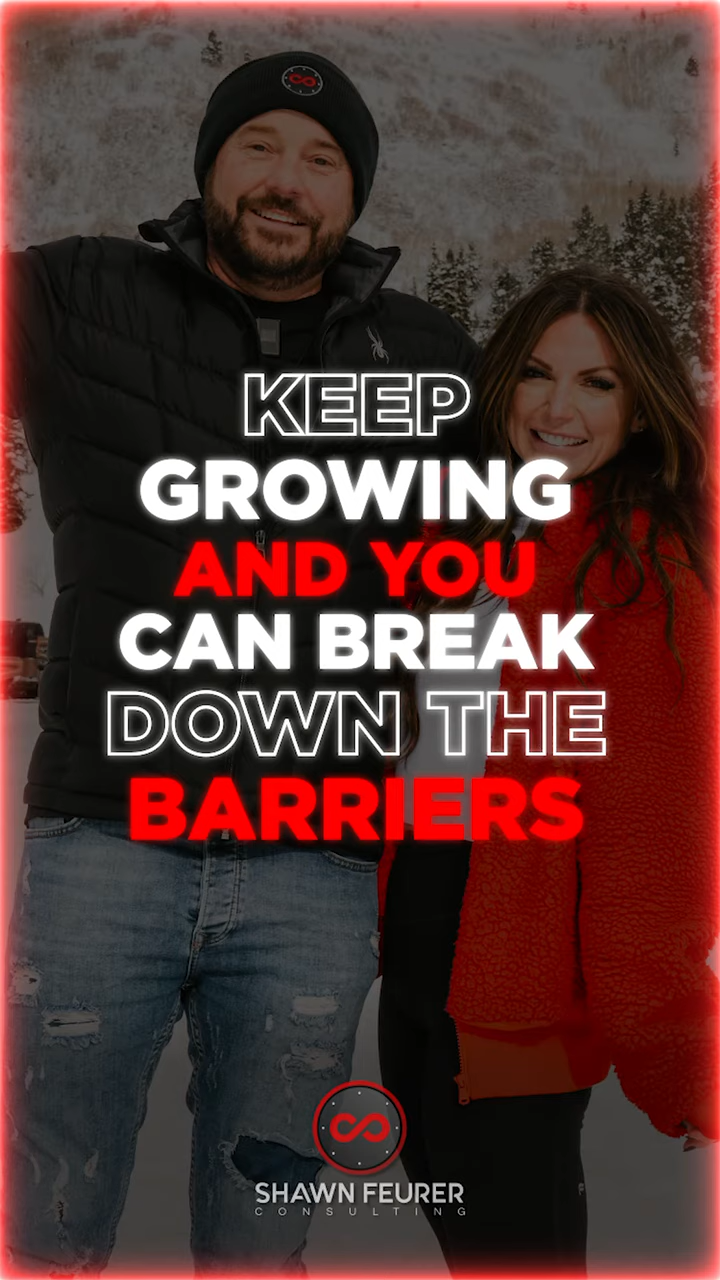 KEEP
GROWING
AND YOU
CAN BREAK
DOWN THE
BARRIERS
SHAWN FEURER
CONSULTING